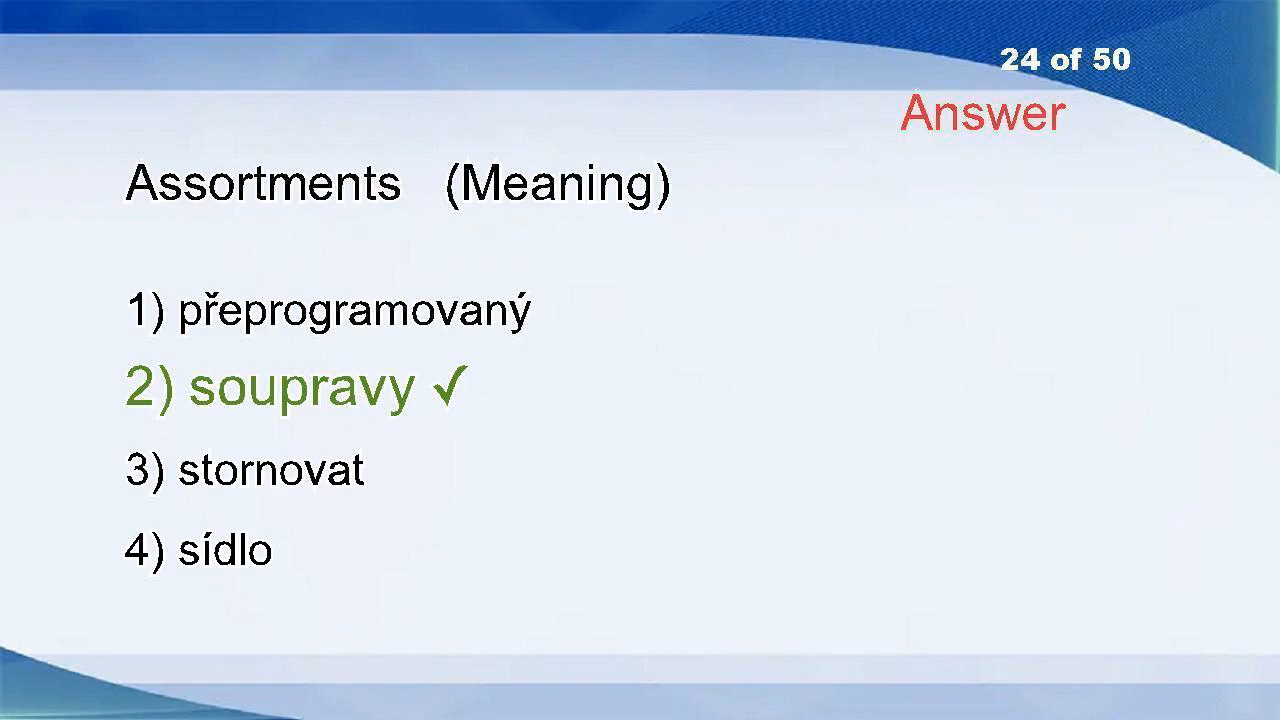 24 of 50
Answer
Assortments (Meaning)
1) přeprogramovaný
2) soupravy ✓
3) stornovat
4) sídlo